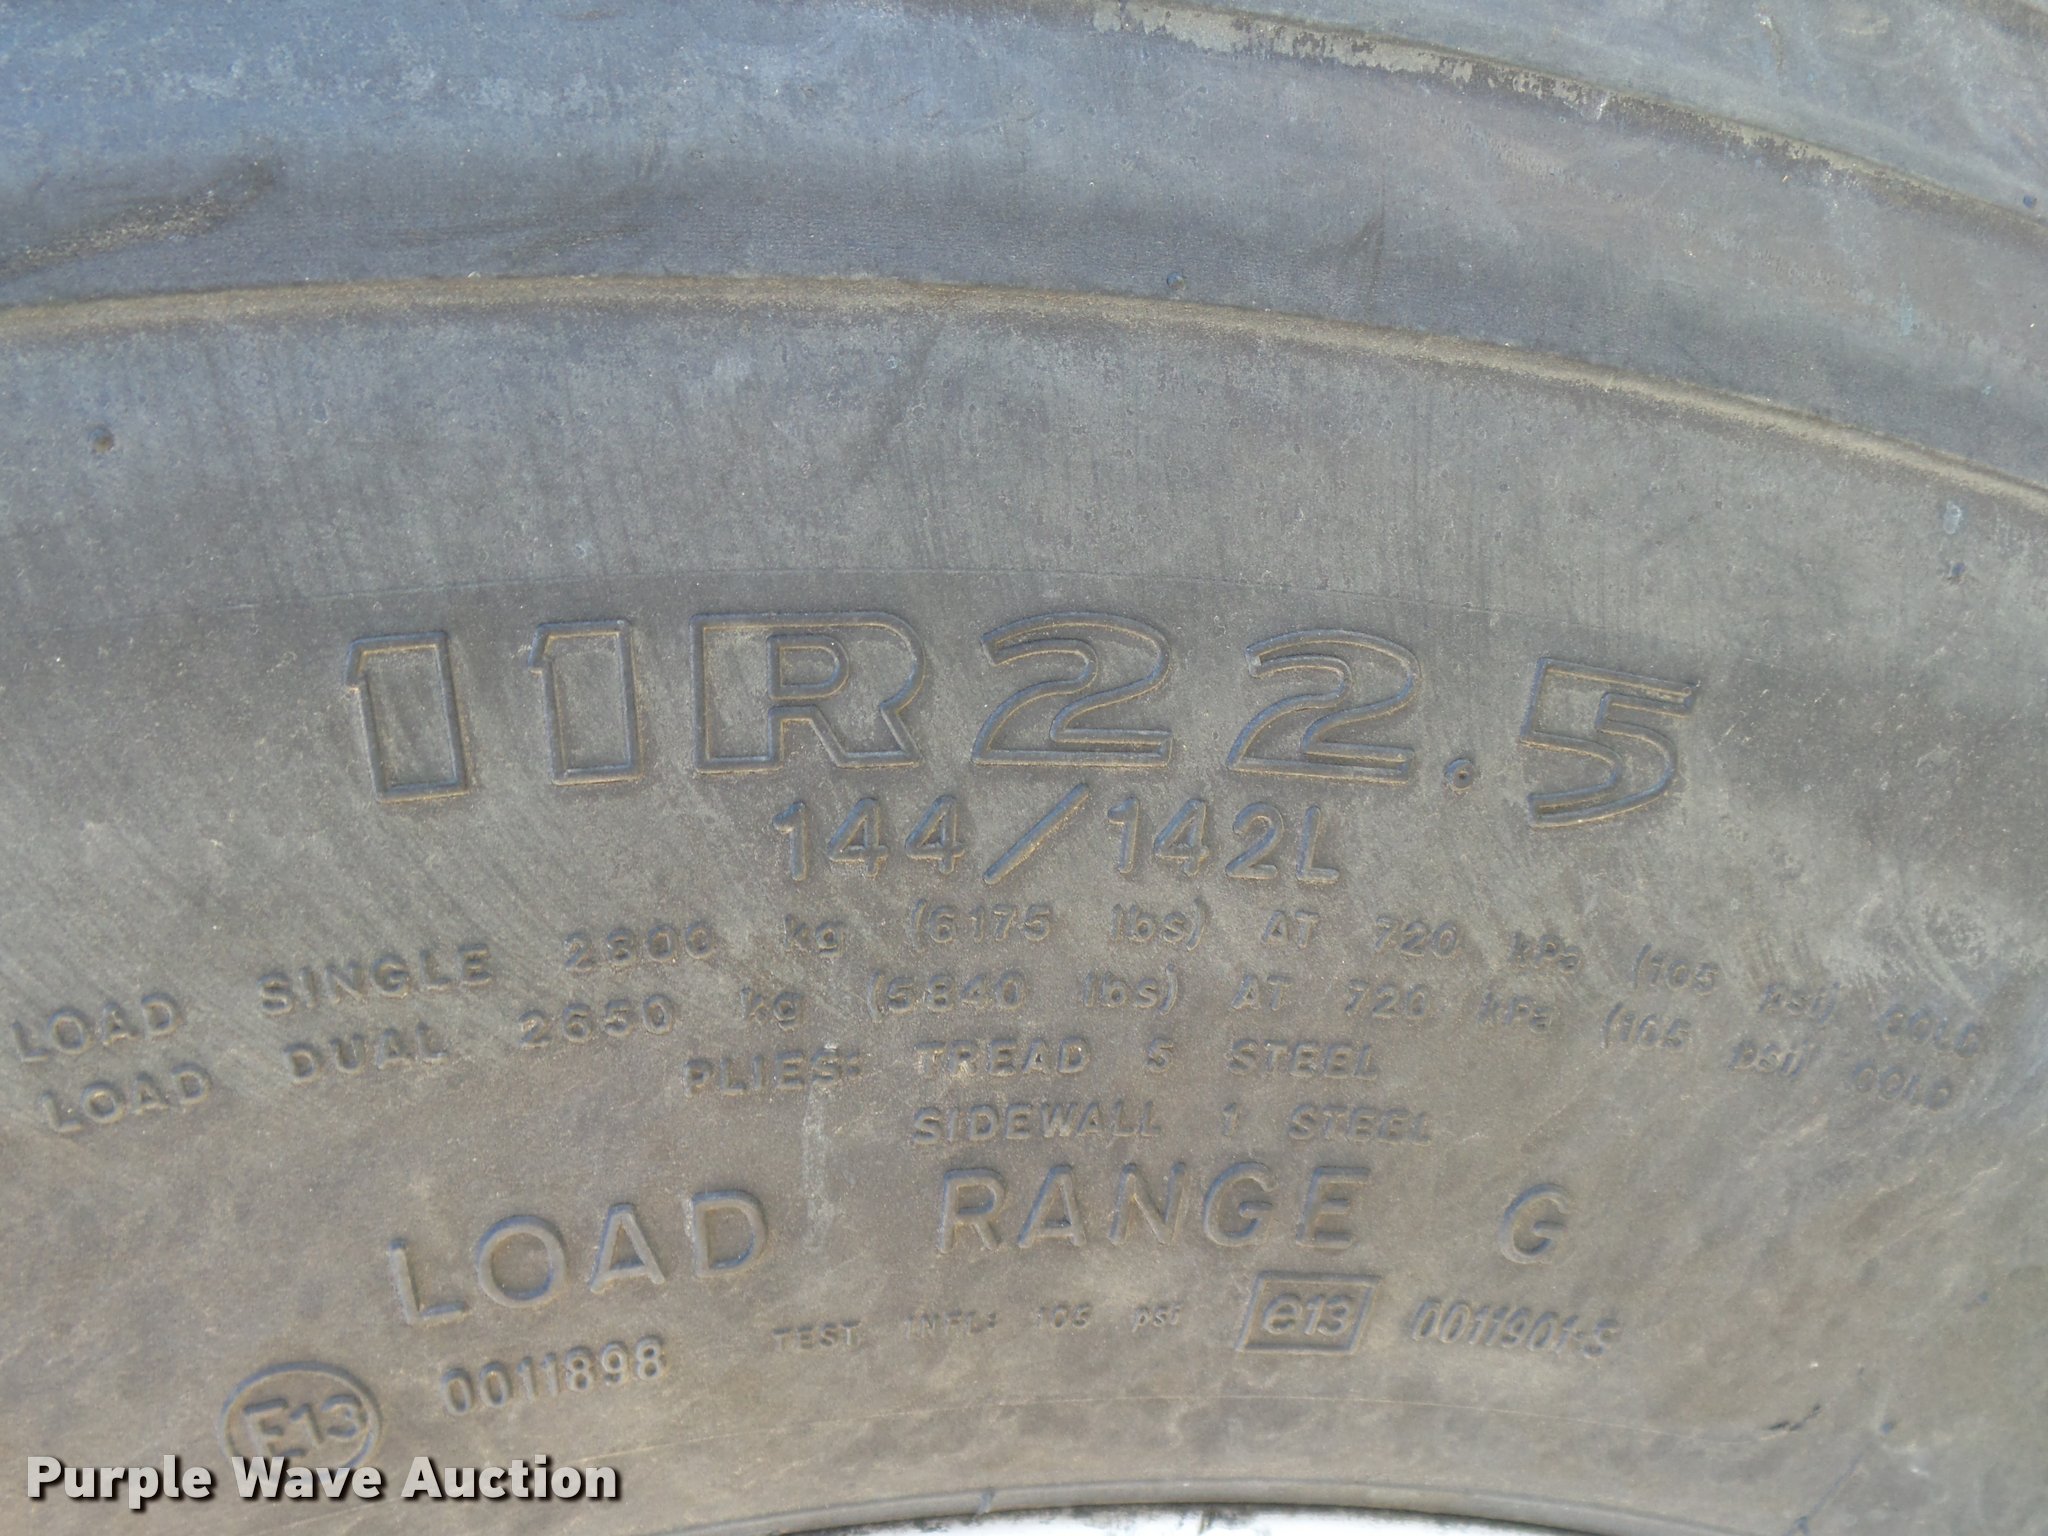 11R22.5
144/142L
LOAD SINGLE 2800 kg (6175 lbs) AT 720 kPa (105 psi) COLD
LOAD DUAL 2650 kg (5840 lbs) AT 720 kPa (105 psi) COLD
PLIES: TREAD 5 STEEL
SIDEWALL 1 STEEL
LOAD RANGE G
TEST INFL: 105 psi e13 0011901-S
E13 0011898
Purple Wave Auction